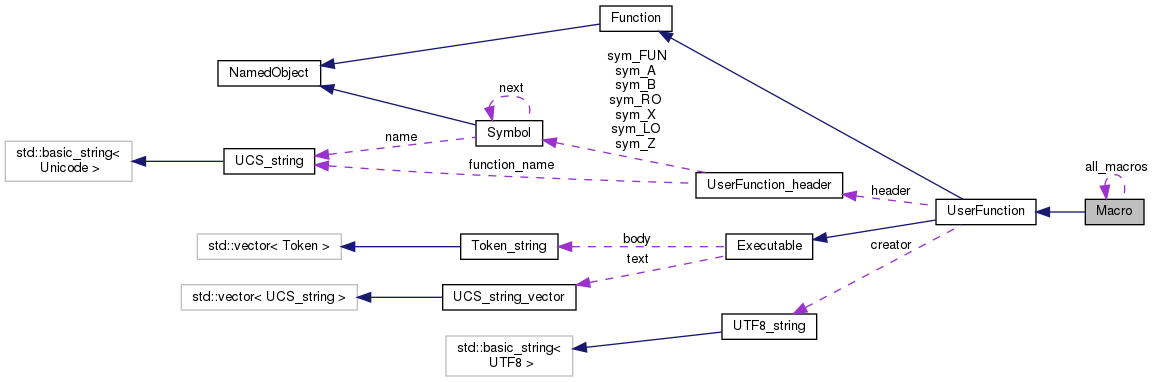 Function
sym_FUN
sym_A
sym_B
sym_RO
sym_X
sym_LO
sym_Z
NamedObject
next
Symbol
name
std::basic_string<
Unicode >
UCS_string
function_name
all_macros
UserFunction_header
header
UserFunction
Macro
std::vector< Token >
Token_string
body
Executable
creator
text
std::vector< UCS_string >
UCS_string_vector
UTF8_string
std::basic_string<
UTF8 >